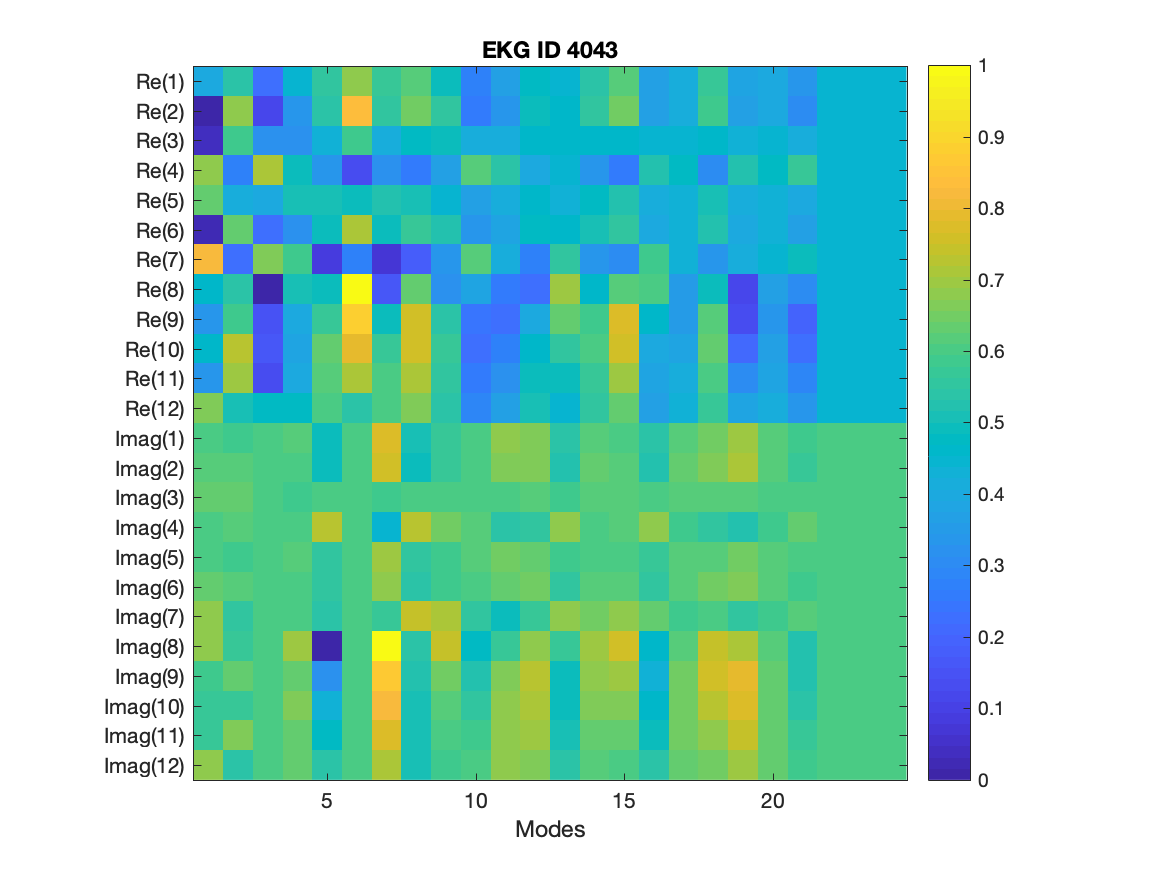 EKG ID 4043
Re(1)
Re(2)
Re(3)
Re(4)
Re(5)
Re(6)
Re(7)
Re(8)
Re(9)
Re(10)
Re(11)
Re(12)
Imag(1)
Imag(2)
Imag(3)
Imag(4)
Imag(5)
Imag(6)
Imag(7)
Imag(8)
Imag(9)
Imag(10)
Imag(11)
Imag(12)
5 10 15 20
Modes
1
0.9
0.8
0.7
0.6
0.5
0.4
0.3
0.2
0.1
0